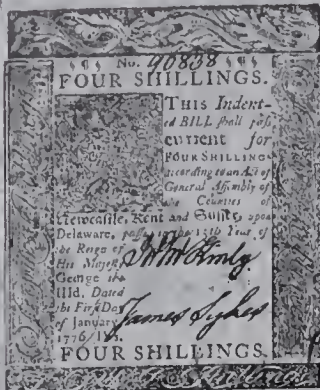 No. 90838
FOUR SHILLINGS.
THIS Indent-
ed BILL shall pass
current for
FOUR SHILLINGS
according to an Act of
General Assembly of
the Counties of
Newcastle, Kent and Sussex, upon
Delaware, passed in the 15th Year of
the Reign of
His Majesty
George the
IIId. Dated
the First Day
of January
1776
James Sykes
FOUR SHILLINGS.